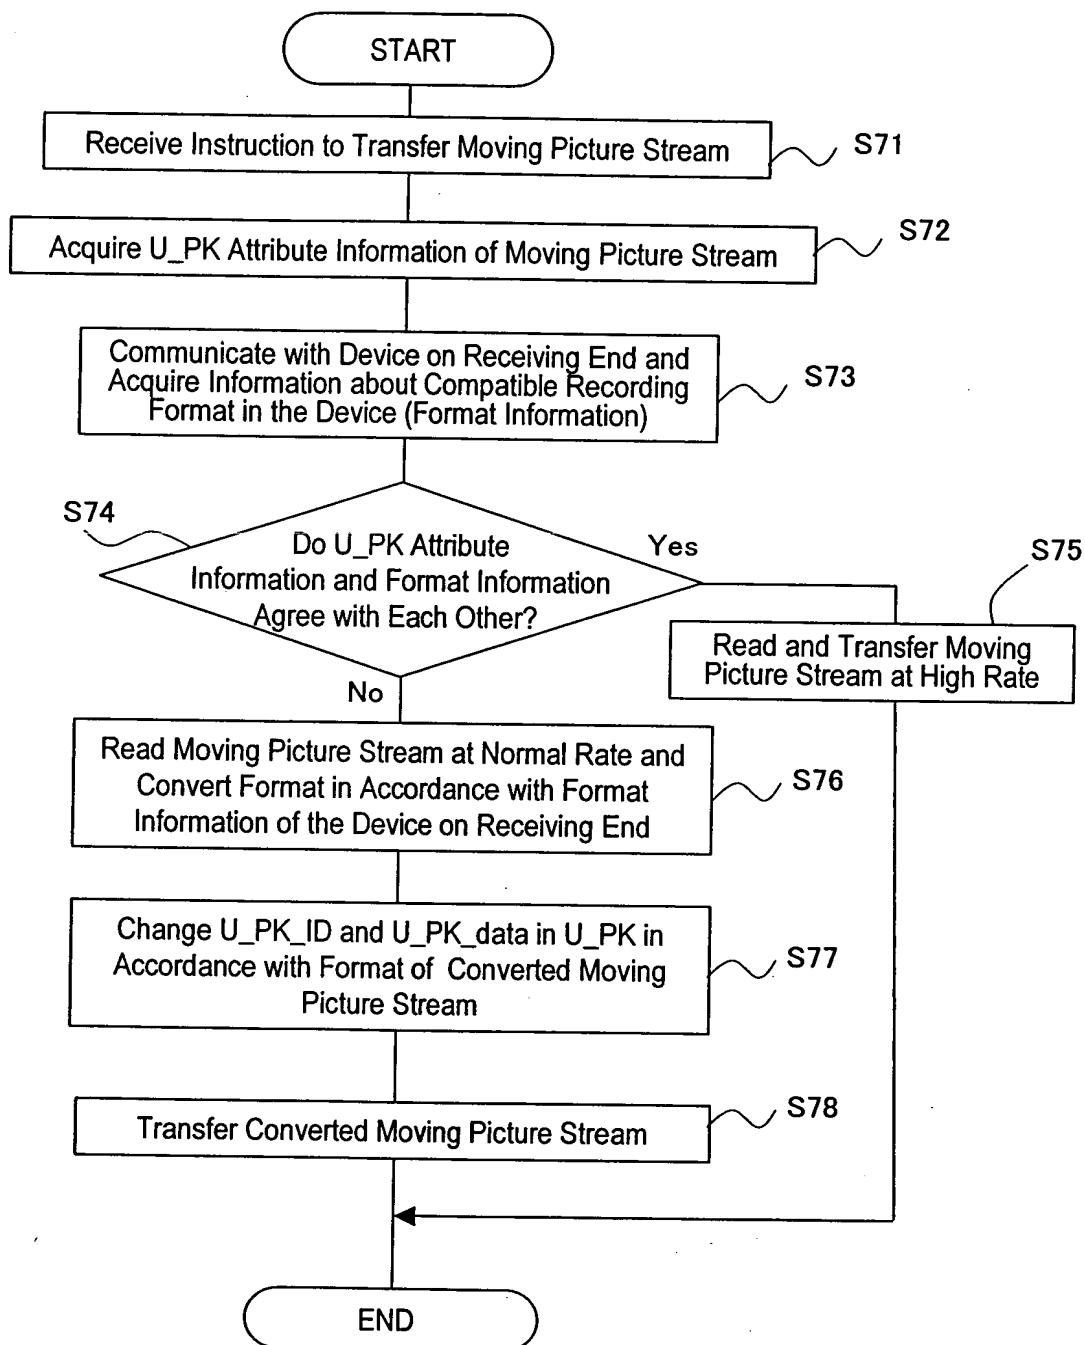 START
Receive Instruction to Transfer Moving Picture Stream
S71
Acquire U_PK Attribute Information of Moving Picture Stream
S72
Communicate with Device on Receiving End and
Acquire Information about Compatible Recording
Format in the Device (Format Information)
S73
S74
Do U_PK Attribute
Information and Format Information
Agree with Each Other?
Yes
S75
Read and Transfer Moving
Picture Stream at High Rate
No
Read Moving Picture Stream at Normal Rate and
Convert Format in Accordance with Format
Information of the Device on Receiving End
S76
Change U_PK_ID and U_PK_data in U_PK in
Accordance with Format of Converted Moving
Picture Stream
S77
Transfer Converted Moving Picture Stream
S78
END